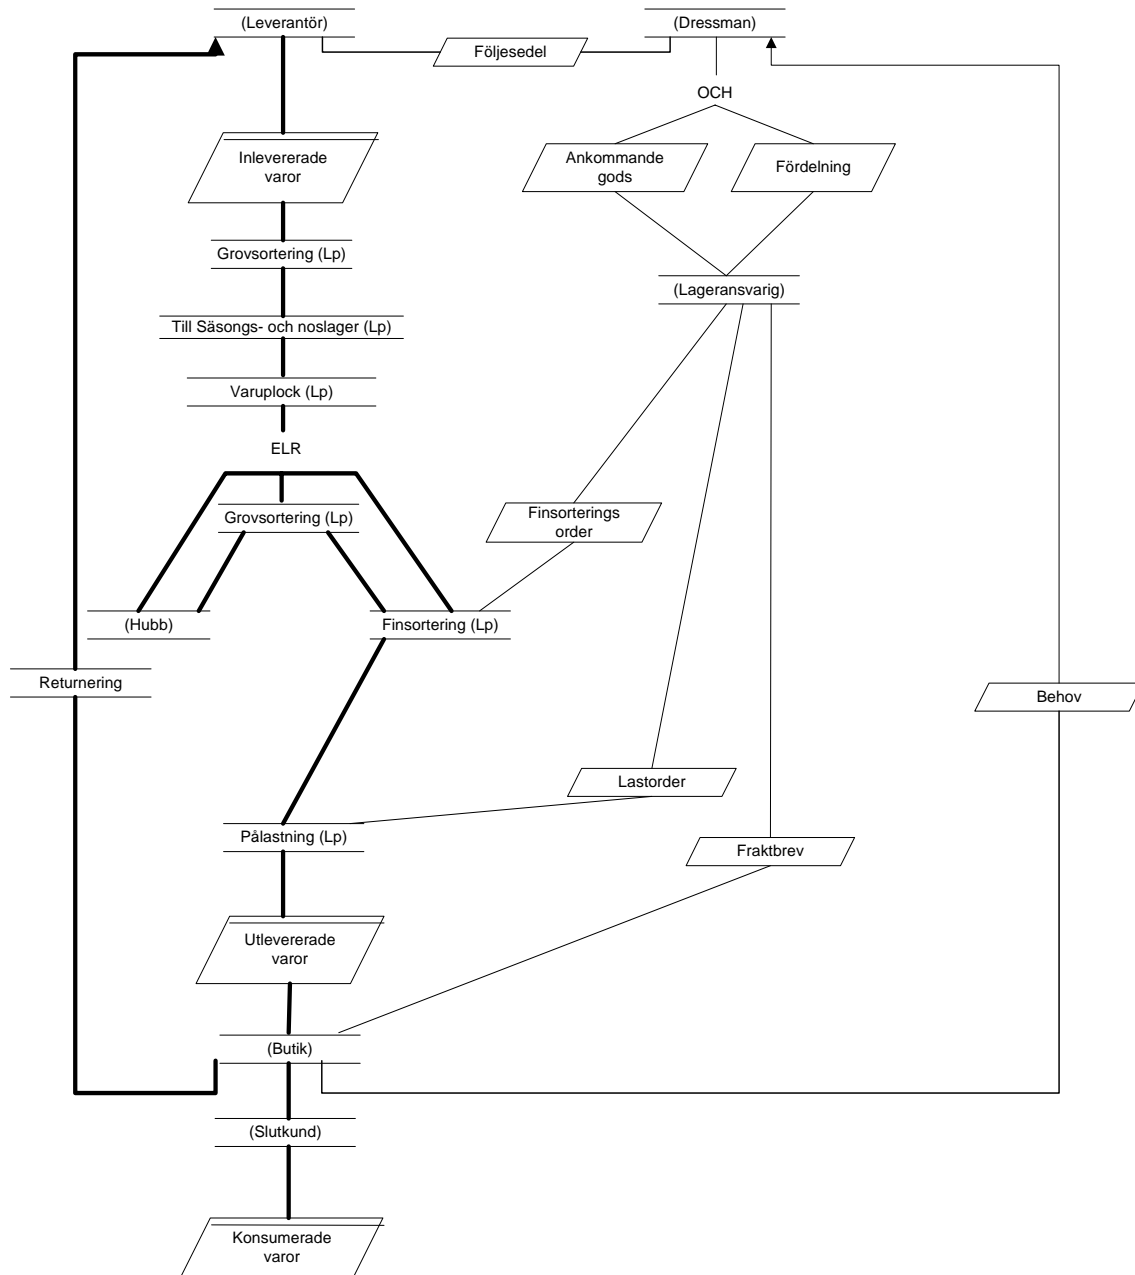 (Leverantör)
(Dressman)
Följesedel
OCH
Inlevererade
varor
Ankommande
gods
Fördelning
Grovsortering (Lp)
(Lageransvarig)
Till Säsongs- och noslager (Lp)
Varuplock (Lp)
ELR
Grovsortering (Lp)
Finsorterings
order
(Hubb)
Finsortering (Lp)
Returnering
Behov
Lastorder
Pålastning (Lp)
Fraktbrev
Utlevererade
varor
(Butik)
(Slutkund)
Konsumerade
varor